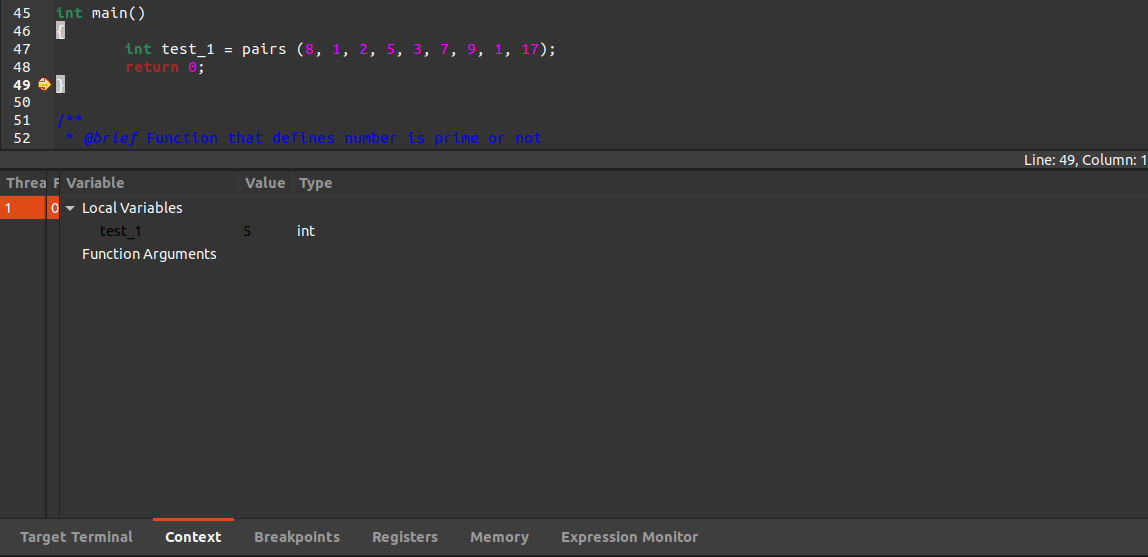 45 int main()
46 {
47 int test_1 = pairs (8, 1, 2, 5, 3, 7, 9, 1, 17);
48 return 0;
49 }
50
51 /**
52 * @brief Function that defines number is prime or not
Line: 49, Column: 1
Threa F Variable Value Type
1 0 Local Variables
test_1 5 int
Function Arguments
Target Terminal Context Breakpoints Registers Memory Expression Monitor